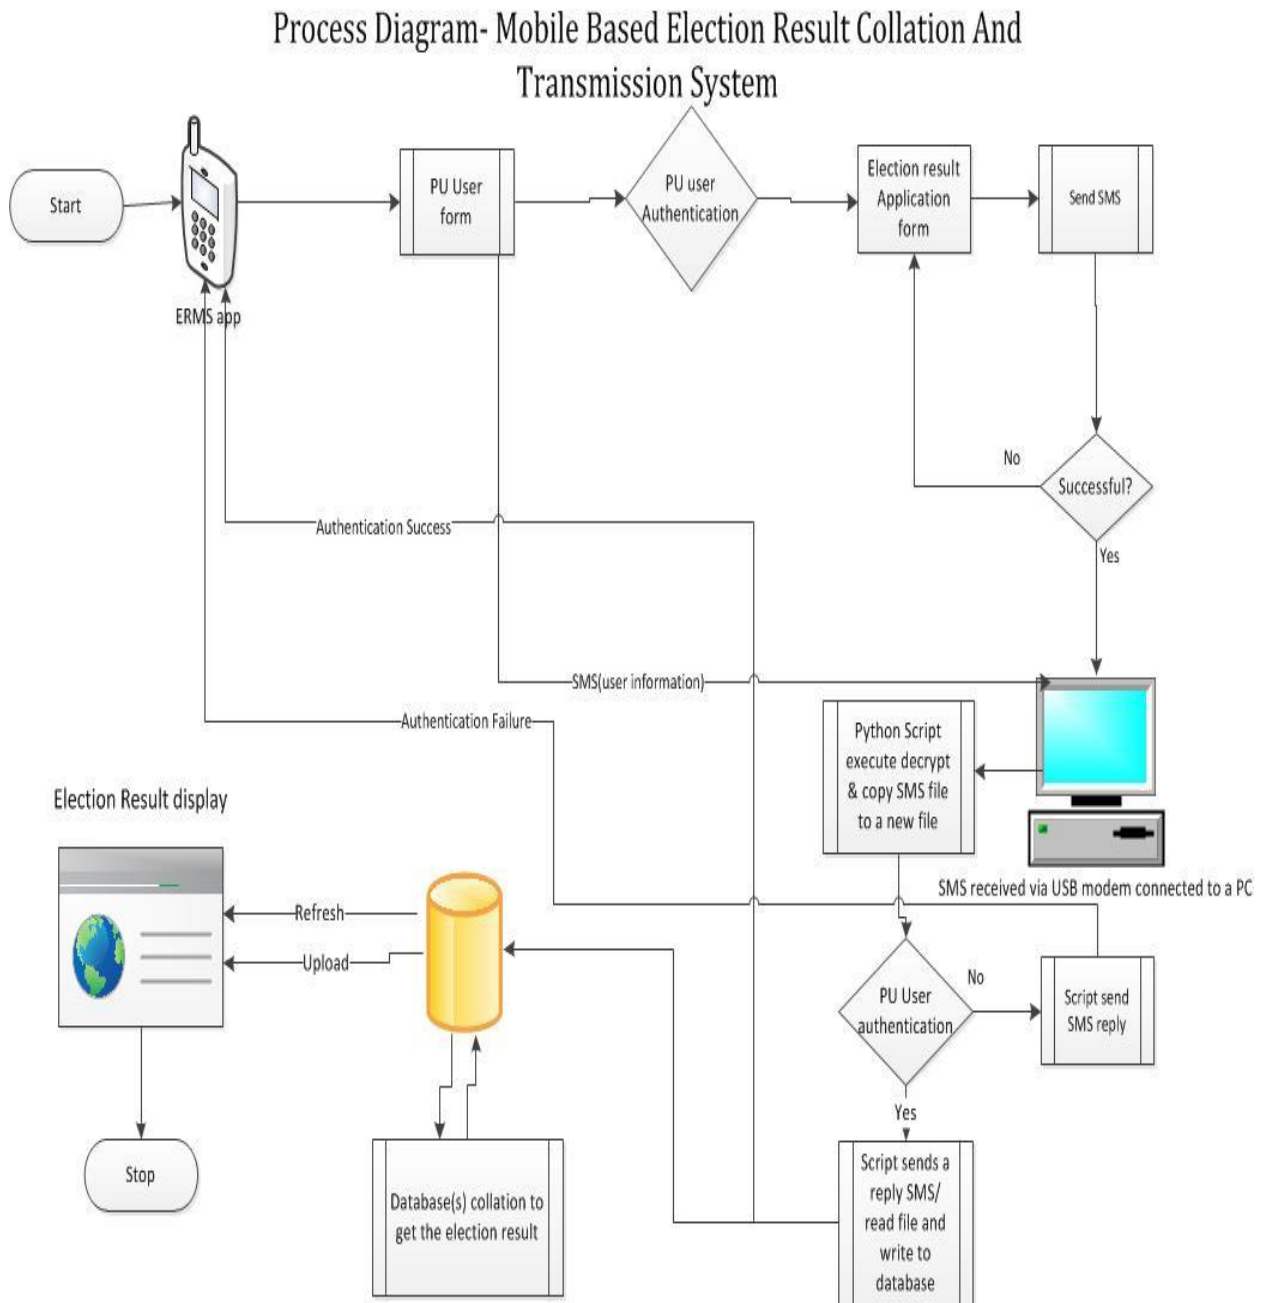 Process Diagram- Mobile Based Election Result Collation And
Transmission System
Start
ERMS app
PU User
form
PU user
Authentication
Election result
Application
form
Send SMS
No
Successful?
Yes
Authentication Success
SMS(user information)
Authentication Failure
Python Script
execute decrypt
& copy SMS file
to a new file
SMS received via USB modem connected to a PC
Election Result display
Refresh
Upload
PU User
authentication
No
Script send
SMS reply
Yes
Stop
Database(s) collation to
get the election result
Script sends a
reply SMS/
read file and
write to
database